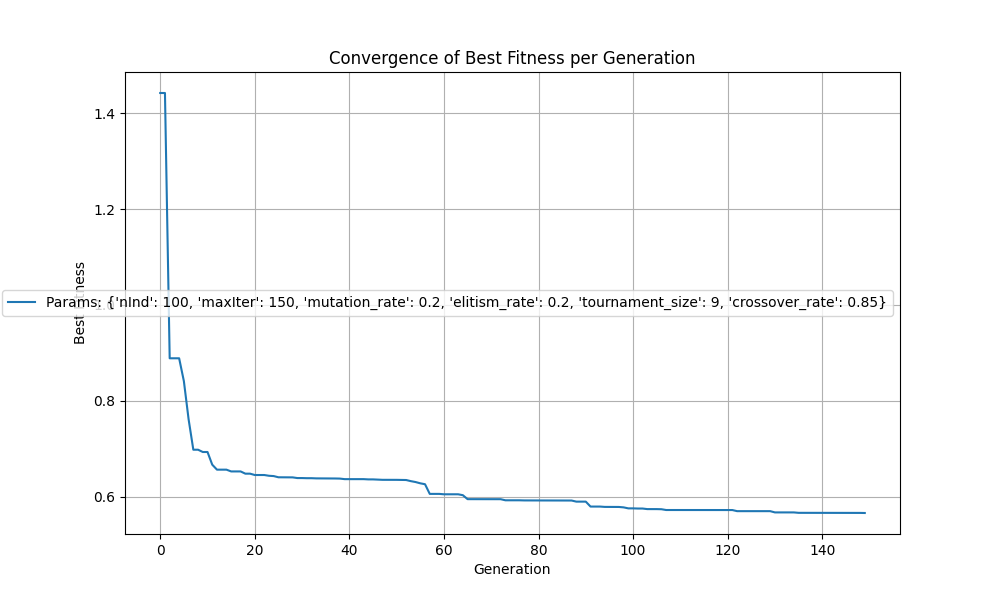 Convergence of Best Fitness per Generation
1.4
1.2
Best
Params: {'nInd': 100, 'maxIter': 150, 'mutation_rate': 0.2, 'elitism_rate': 0.2, 'tournament_size': 9, 'crossover_rate': 0.85}
0.8
0.6
0 20 40 60 80 100 120 140
Generation